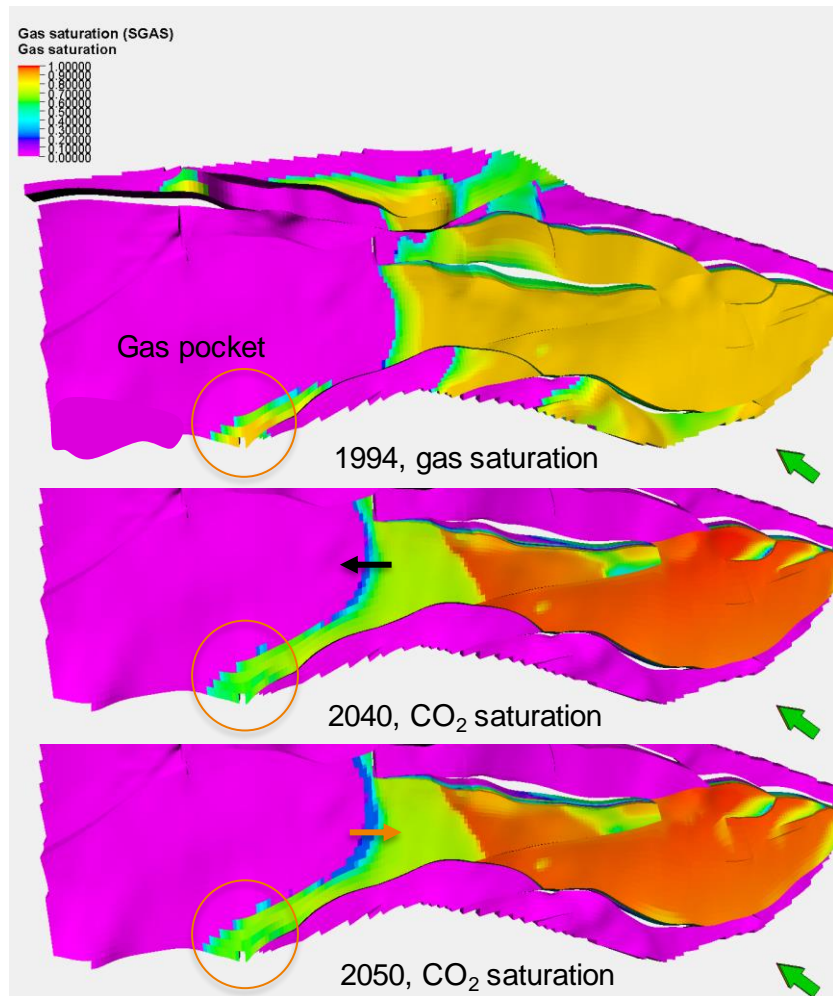 Gas saturation (SGAS)
Gas saturation
1.00000
0.90000
0.80000
0.70000
0.60000
0.50000
0.40000
0.30000
0.20000
0.10000
0.00000
Gas pocket
1994, gas saturation
2040, CO₂ saturation
2050, CO₂ saturation